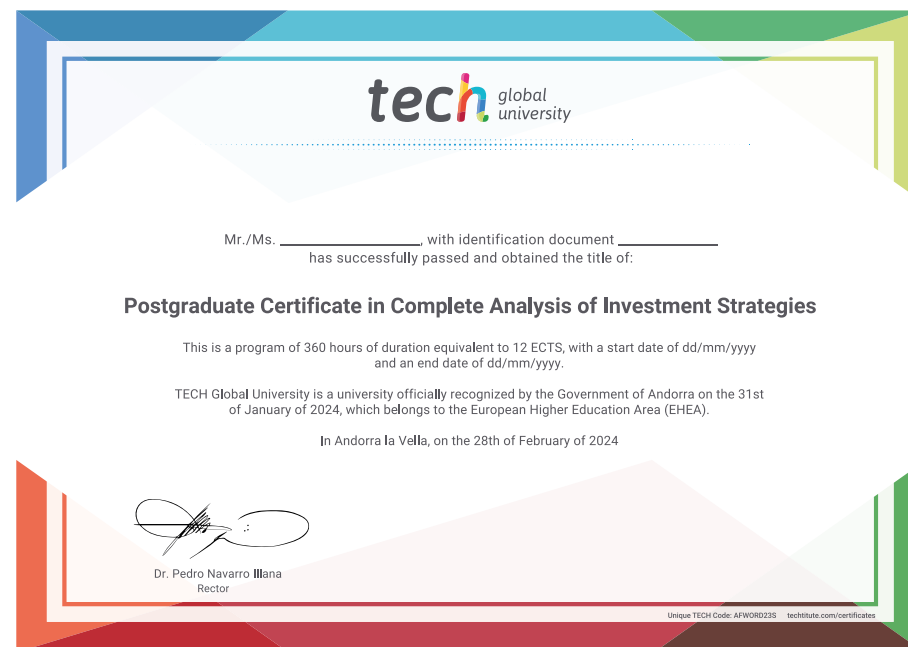 tech global
university
Mr./Ms. ____________________, with identification document ______________
has successfully passed and obtained the title of:
Postgraduate Certificate in Complete Analysis of Investment Strategies
This is a program of 360 hours of duration equivalent to 12 ECTS, with a start date of dd/mm/yyyy
and an end date of dd/mm/yyyy.
TECH Global University is a university officially recognized by the Government of Andorra on the 31st
of January of 2024, which belongs to the European Higher Education Area (EHEA).
In Andorra la Vella, on the 28th of February of 2024
Dr. Pedro Navarro Illana
Rector
Unique TECH Code: AFWORD23S techtitute.com/certificates